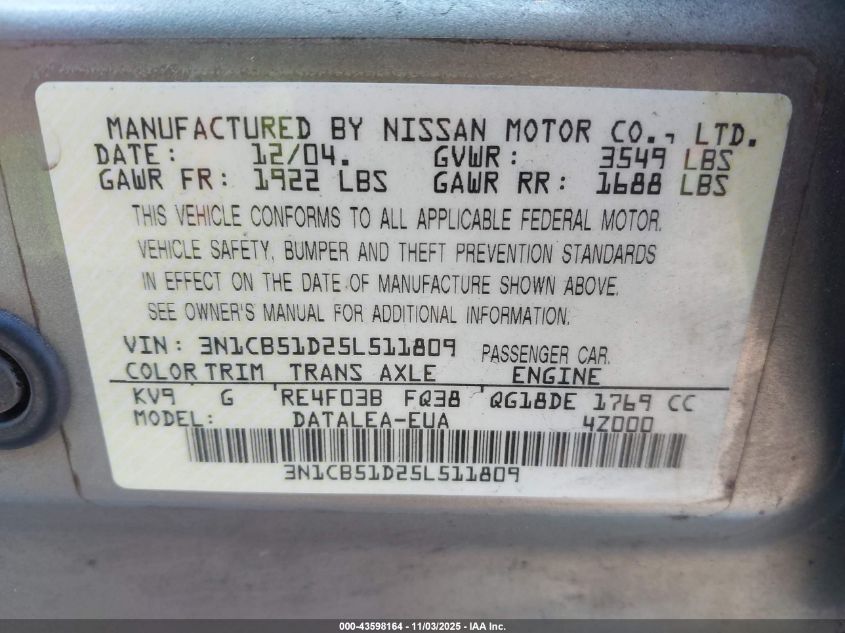 MANUFACTURED BY NISSAN MOTOR CO., LTD.
DATE: 12/04. GVWR: 3549 LBS
GAWR FR: 1922 LBS GAWR RR: 1688 LBS
THIS VEHICLE CONFORMS TO ALL APPLICABLE FEDERAL MOTOR.
VEHICLE SAFETY, BUMPER AND THEFT PREVENTION STANDARDS
IN EFFECT ON THE DATE OF MANUFACTURE SHOWN ABOVE.
SEE OWNER'S MANUAL FOR ADDITIONAL INFORMATION.
VIN: 3N1CB51D25L511809 PASSENGER CAR.
COLOR TRIM TRANS AXLE ENGINE
KV9 G RE4F03B FQ38 QG18DE 1769 CC
MODEL: DATALEA-EUA 4Z000
3N1CB51D25L511809
000-43598164 - 11/03/2025 - IAA Inc.